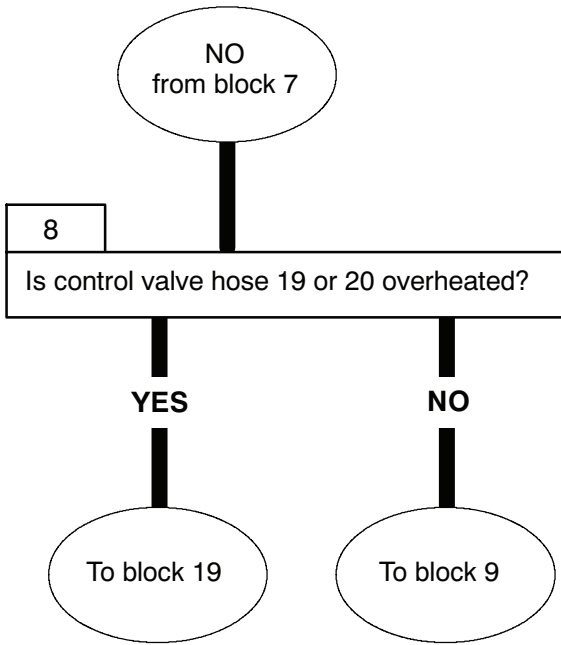 NO
from block 7
8
Is control valve hose 19 or 20 overheated?
YES
NO
To block 19
To block 9